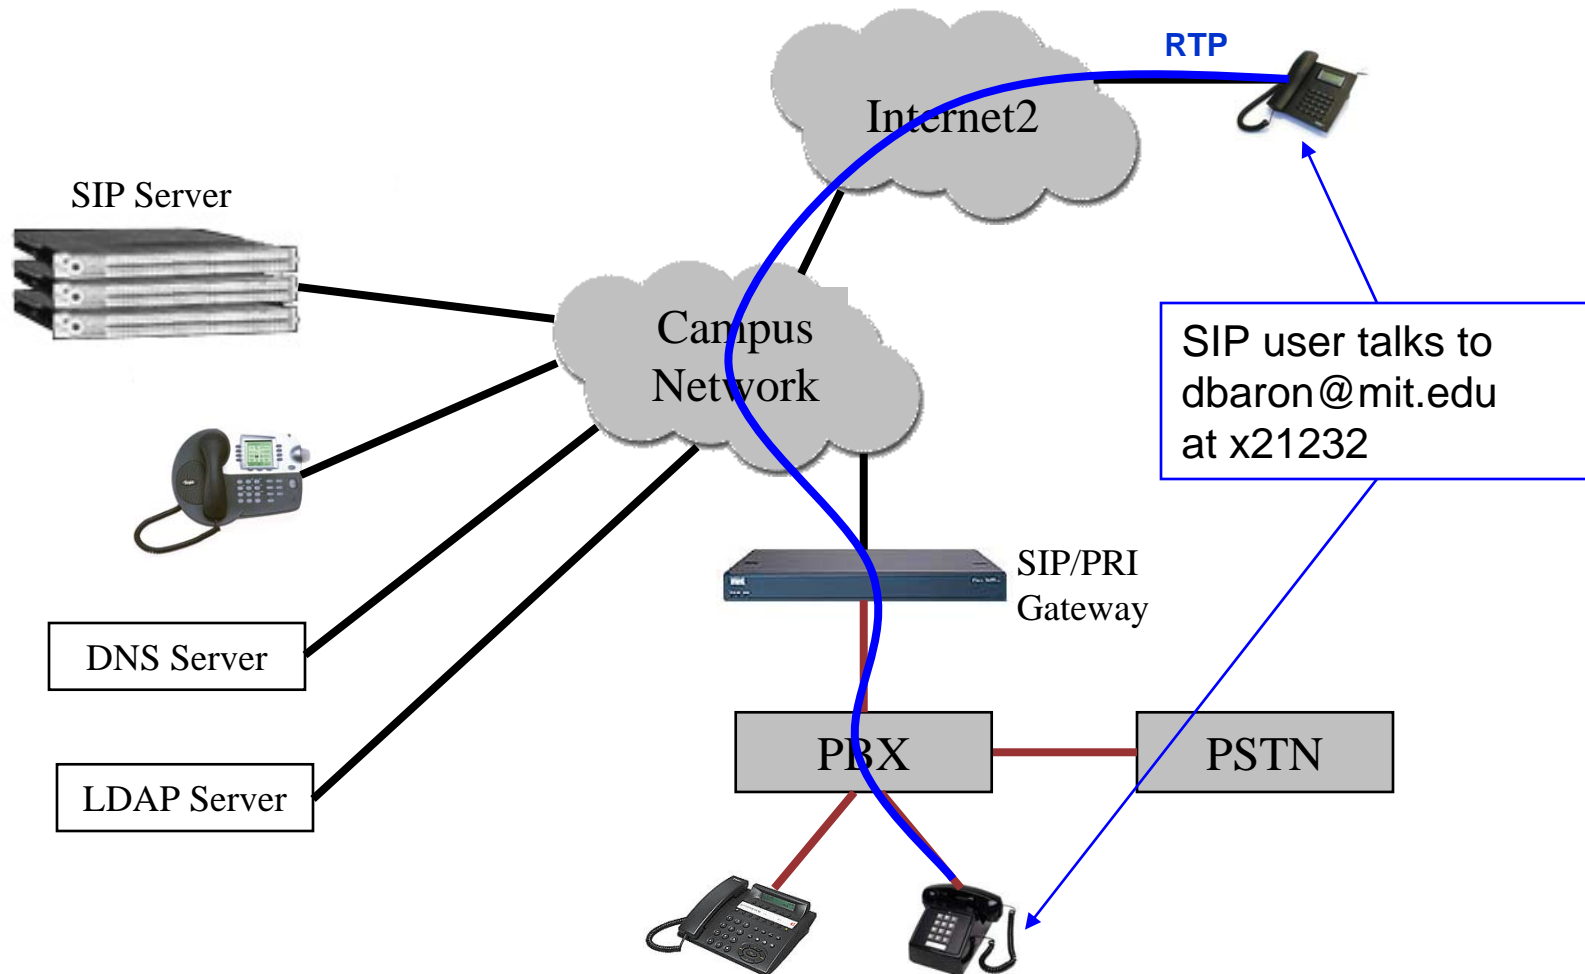 RTP
Internet2
SIP Server
Campus
Network
SIP user talks to
dbaron@mit.edu
at x21232
SIP/PRI
Gateway
DNS Server
PBX
PSTN
LDAP Server